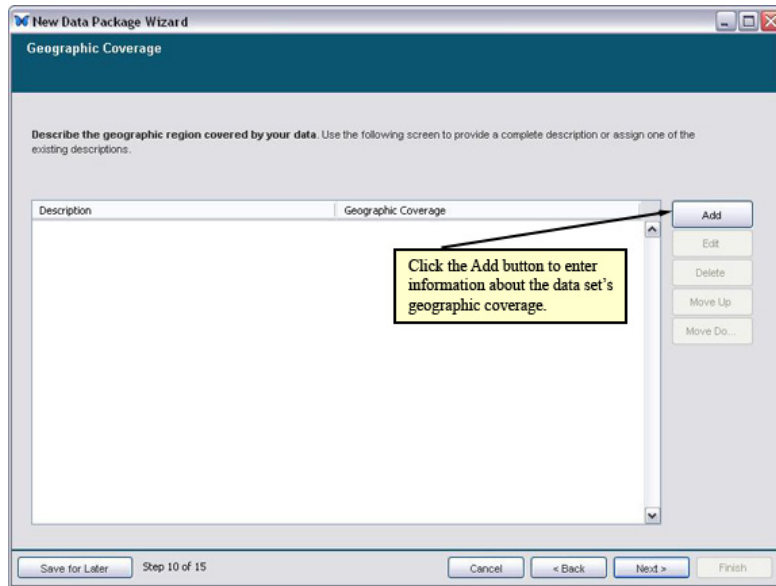 New Data Package Wizard
Geographic Coverage
Describe the geographic region covered by your data. Use the following screen to provide a complete description or assign one of the
existing descriptions.
Description Geographic Coverage
Add
Edit
Delete
Move Up
Move Do...
Click the Add button to enter
information about the data set's
geographic coverage.
Save for Later Step 10 of 15 Cancel < Back Next > Finish